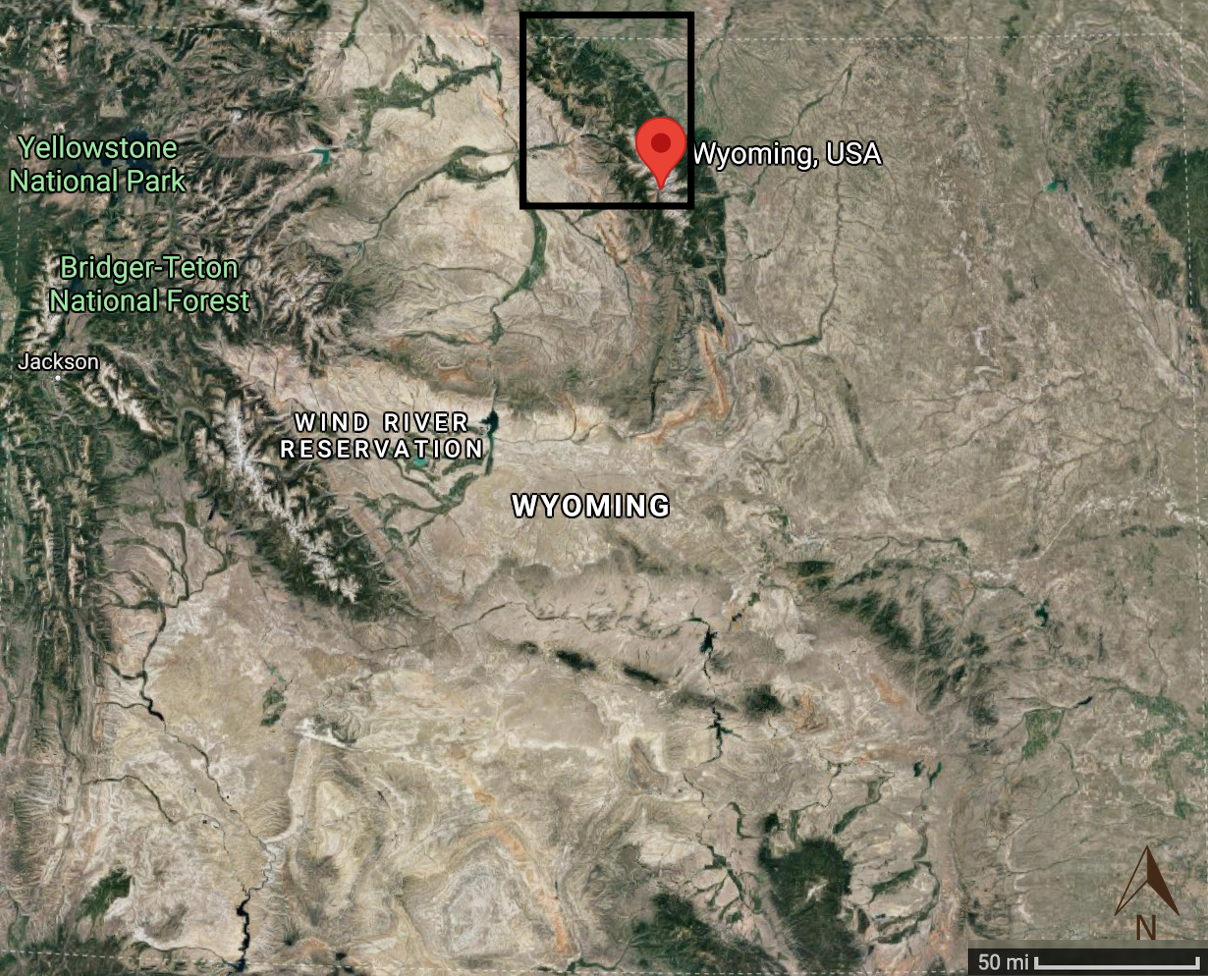 Yellowstone
National Park
Wyoming, USA
Bridger-Teton
National Forest
Jackson
WIND RIVER
RESERVATION
WYOMING
N
50 mi